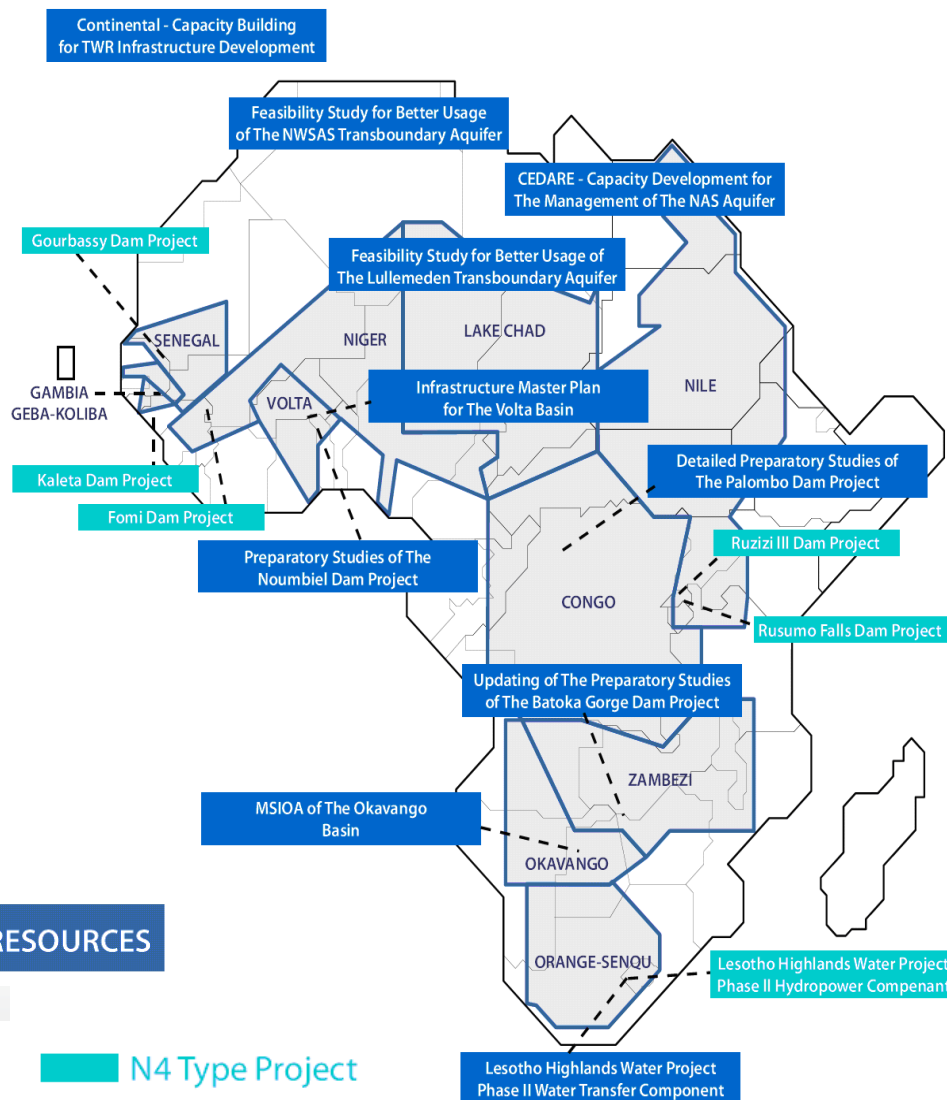 Continental - Capacity Building
for TWR Infrastructure Development
Feasibility Study for Better Usage
of The NWSAS Transboundary Aquifer
CEDARE - Capacity Development for
The Management of The NAS Aquifer
Gourbassy Dam Project
Feasibility Study for Better Usage of
The Lullemeden Transboundary Aquifer
SENEGAL
NIGER
LAKE CHAD
NILE
GAMBIA
GEBA-KOLIBA
VOLTA
Infrastructure Master Plan
for The Volta Basin
Kaleta Dam Project
Fomi Dam Project
Detailed Preparatory Studies of
The Palombo Dam Project
Preparatory Studies of The
Noumbiel Dam Project
Ruzizi III Dam Project
CONGO
Rusumo Falls Dam Project
Updating of The Preparatory Studies
of The Batoka Gorge Dam Project
ZAMBEZI
MSIOA of The Okavango
Basin
OKAVANGO
RESOURCES
ORANGE-SENQU
Lesotho Highlands Water Project
Phase II Hydropower Compenant
N4 Type Project
Lesotho Highlands Water Project
Phase II Water Transfer Component